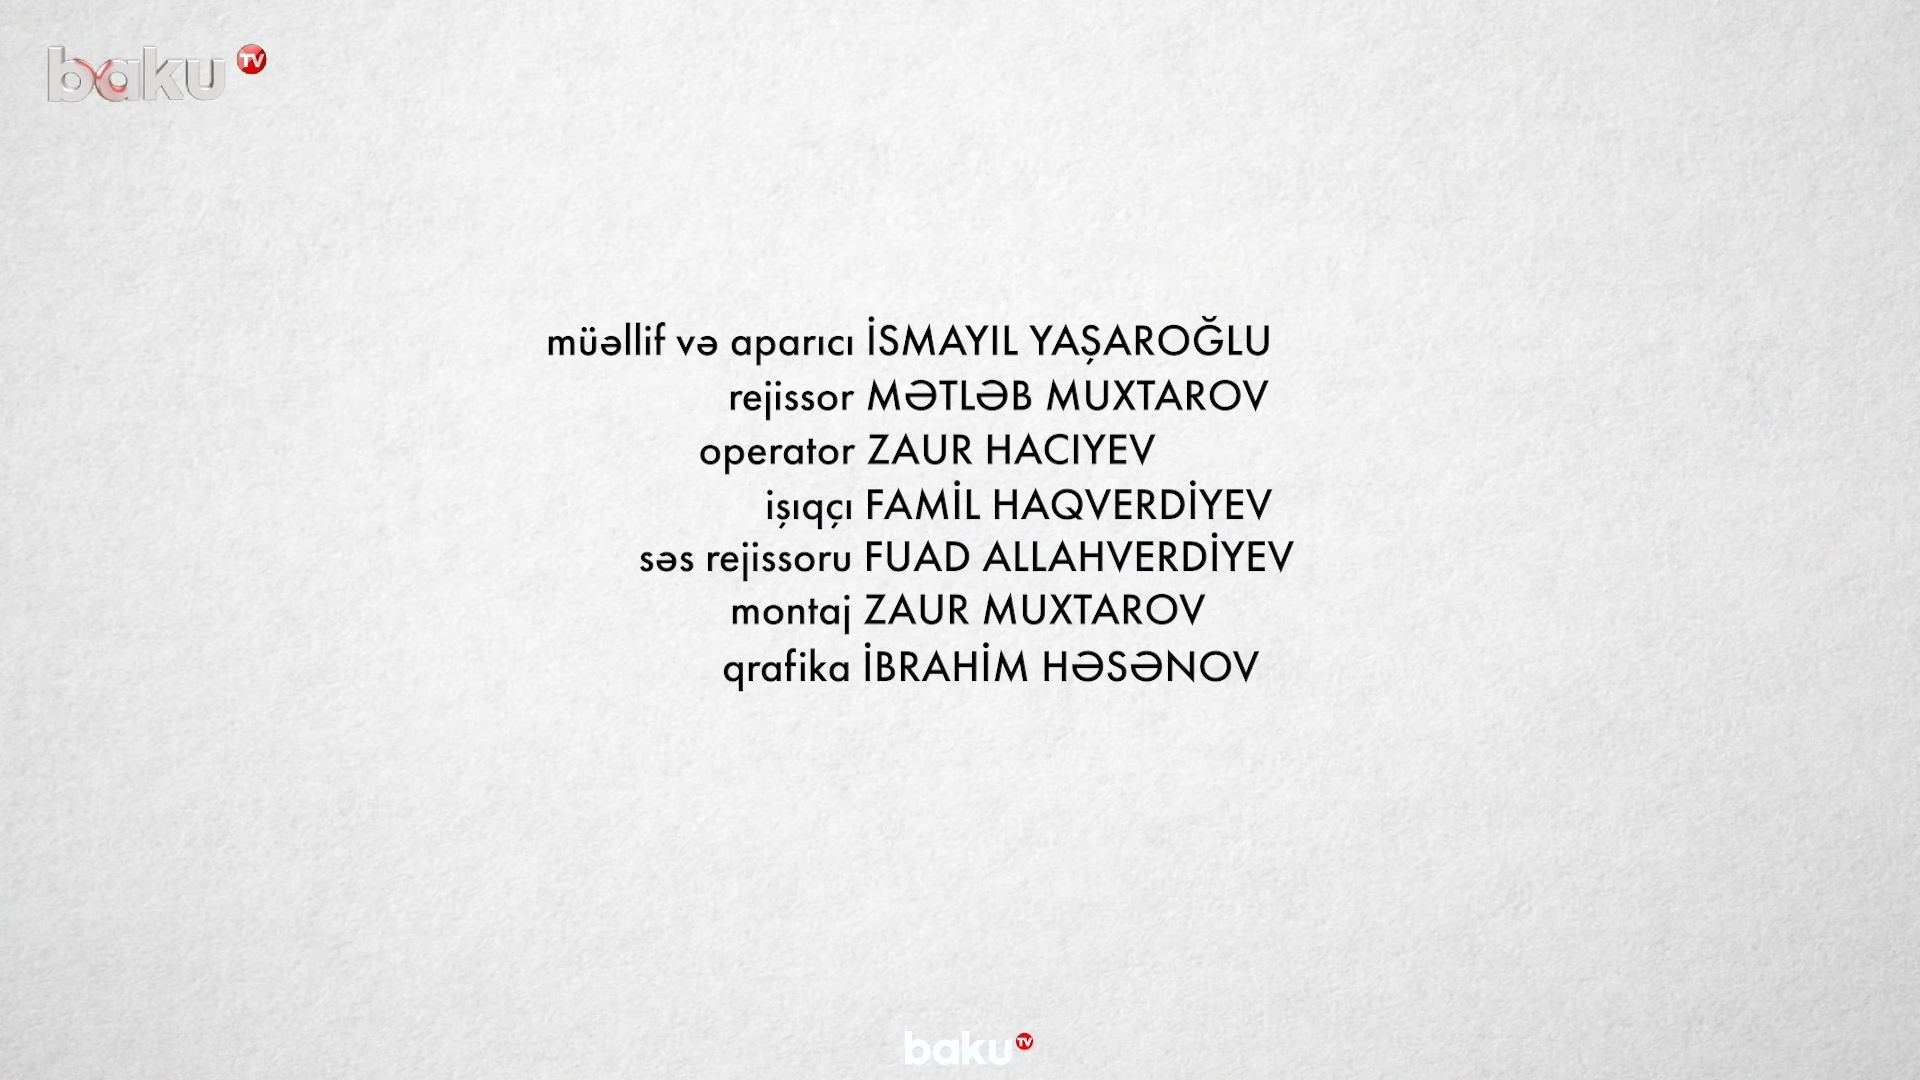 baku TV
müəllif və aparıcı İSMAYIL YAŞAROĞLU
rejissor MƏTLƏB MUXTAROV
operator ZAUR HACIYEV
işıqçı FAMİL HAQVERDİYEV
səs rejissoru FUAD ALLAHVERDİYEV
montaj ZAUR MUXTAROV
qrafika İBRAHİM HƏSƏNOV
baku TV